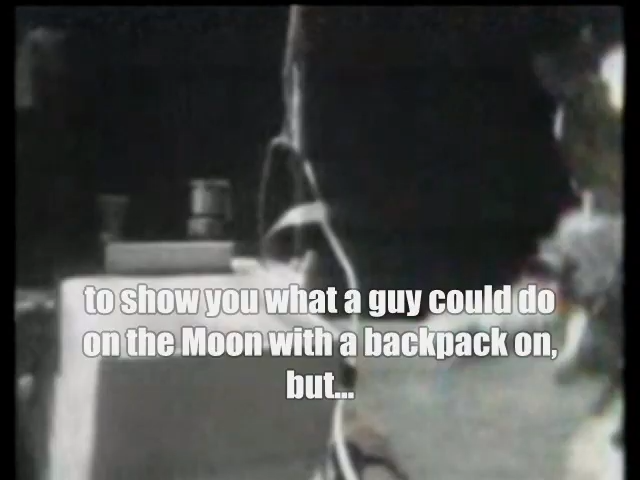 to show you what a guy could do
on the Moon with a backpack on,
but...